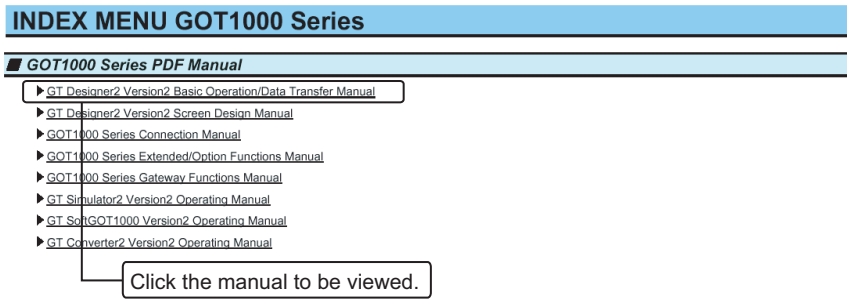 INDEX MENU GOT1000 Series
GOT1000 Series PDF Manual
GT Designer2 Version2 Basic Operation/Data Transfer Manual
GT Designer2 Version2 Screen Design Manual
GOT1000 Series Connection Manual
GOT1000 Series Extended/Option Functions Manual
GOT1000 Series Gateway Functions Manual
GT Simulator2 Version2 Operating Manual
GT SoftGOT1000 Version2 Operating Manual
GT Converter2 Version2 Operating Manual
Click the manual to be viewed.